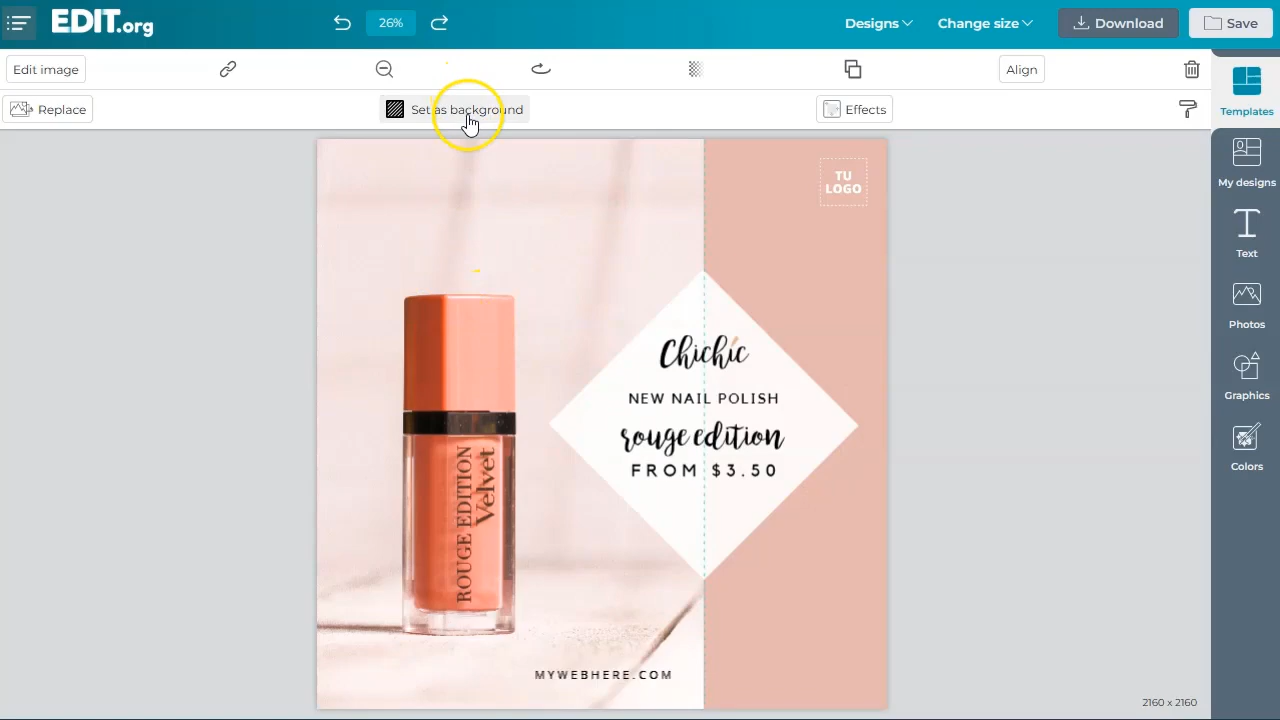 EDIT.org
26%
Designs
Change size
Download
Save
Edit image
Align
Replace
Set as background
Effects
Templates
My designs
Text
Photos
Graphics
Colors
TU
LOGO
Chichic
NEW NAIL POLISH
rouge edition
FROM $3.50
ROUGE EDITION
Velvet
MYWEBHERE.COM
2160 x 2160